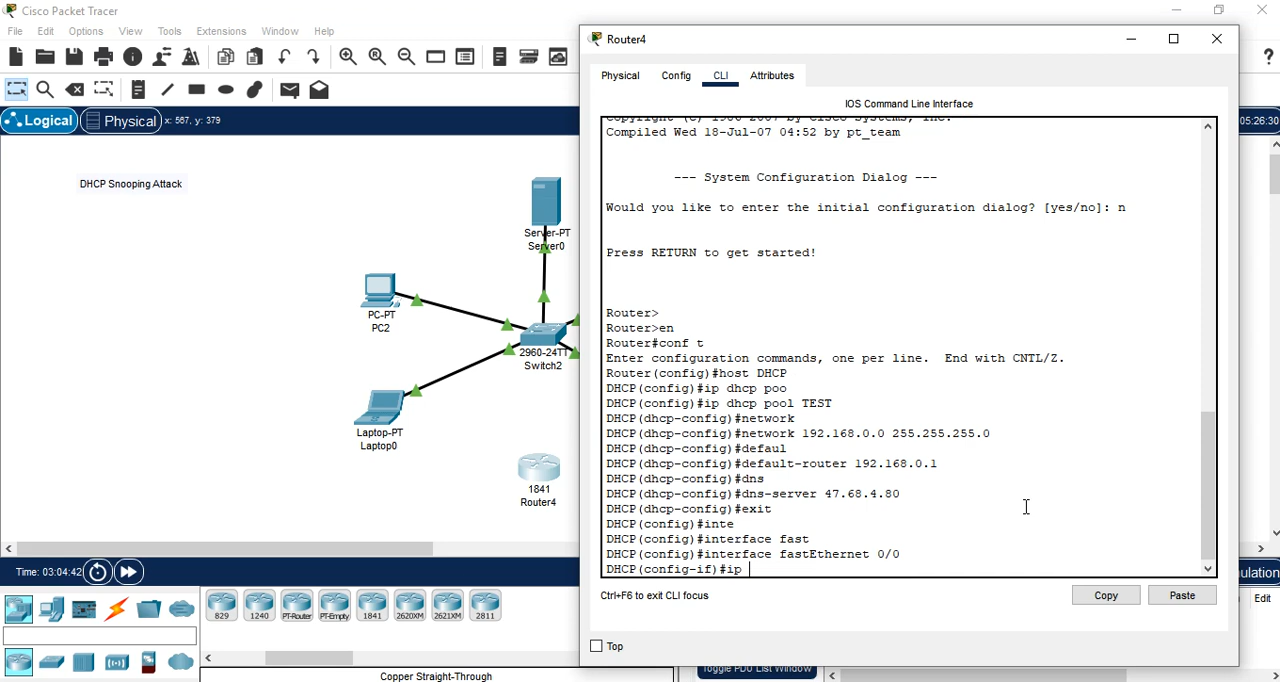 Cisco Packet Tracer
File Edit Options View Tools Extensions Window Help
Logical Physical x: 567, y: 379
05:26:30
DHCP Snooping Attack
Server-PT
Server0
PC-PT
PC2
2960-24TT
Switch2
Laptop-PT
Laptop0
1841
Router4
Time: 03:04:42
829 1240 PT-Router PT-Empty 1841 2620XM 2621XM 2811
Copper Straight-Through
Router4
Physical Config CLI Attributes
IOS Command Line Interface
Compiled Wed 18-Jul-07 04:52 by pt_team
--- System Configuration Dialog ---
Would you like to enter the initial configuration dialog? [yes/no]: n
Press RETURN to get started!
Router>
Router>en
Router#conf t
Enter configuration commands, one per line. End with CNTL/Z.
Router(config)#host DHCP
DHCP(config)#ip dhcp poo
DHCP(config)#ip dhcp pool TEST
DHCP(dhcp-config)#network
DHCP(dhcp-config)#network 192.168.0.0 255.255.255.0
DHCP(dhcp-config)#defaul
DHCP(dhcp-config)#default-router 192.168.0.1
DHCP(dhcp-config)#dns
DHCP(dhcp-config)#dns-server 47.68.4.80
DHCP(dhcp-config)#exit
DHCP(config)#inte
DHCP(config)#interface fast
DHCP(config)#interface fastEthernet 0/0
DHCP(config-if)#ip
Ctrl+F6 to exit CLI focus
Copy Paste
Top
Toggle PDU List Window
Edit